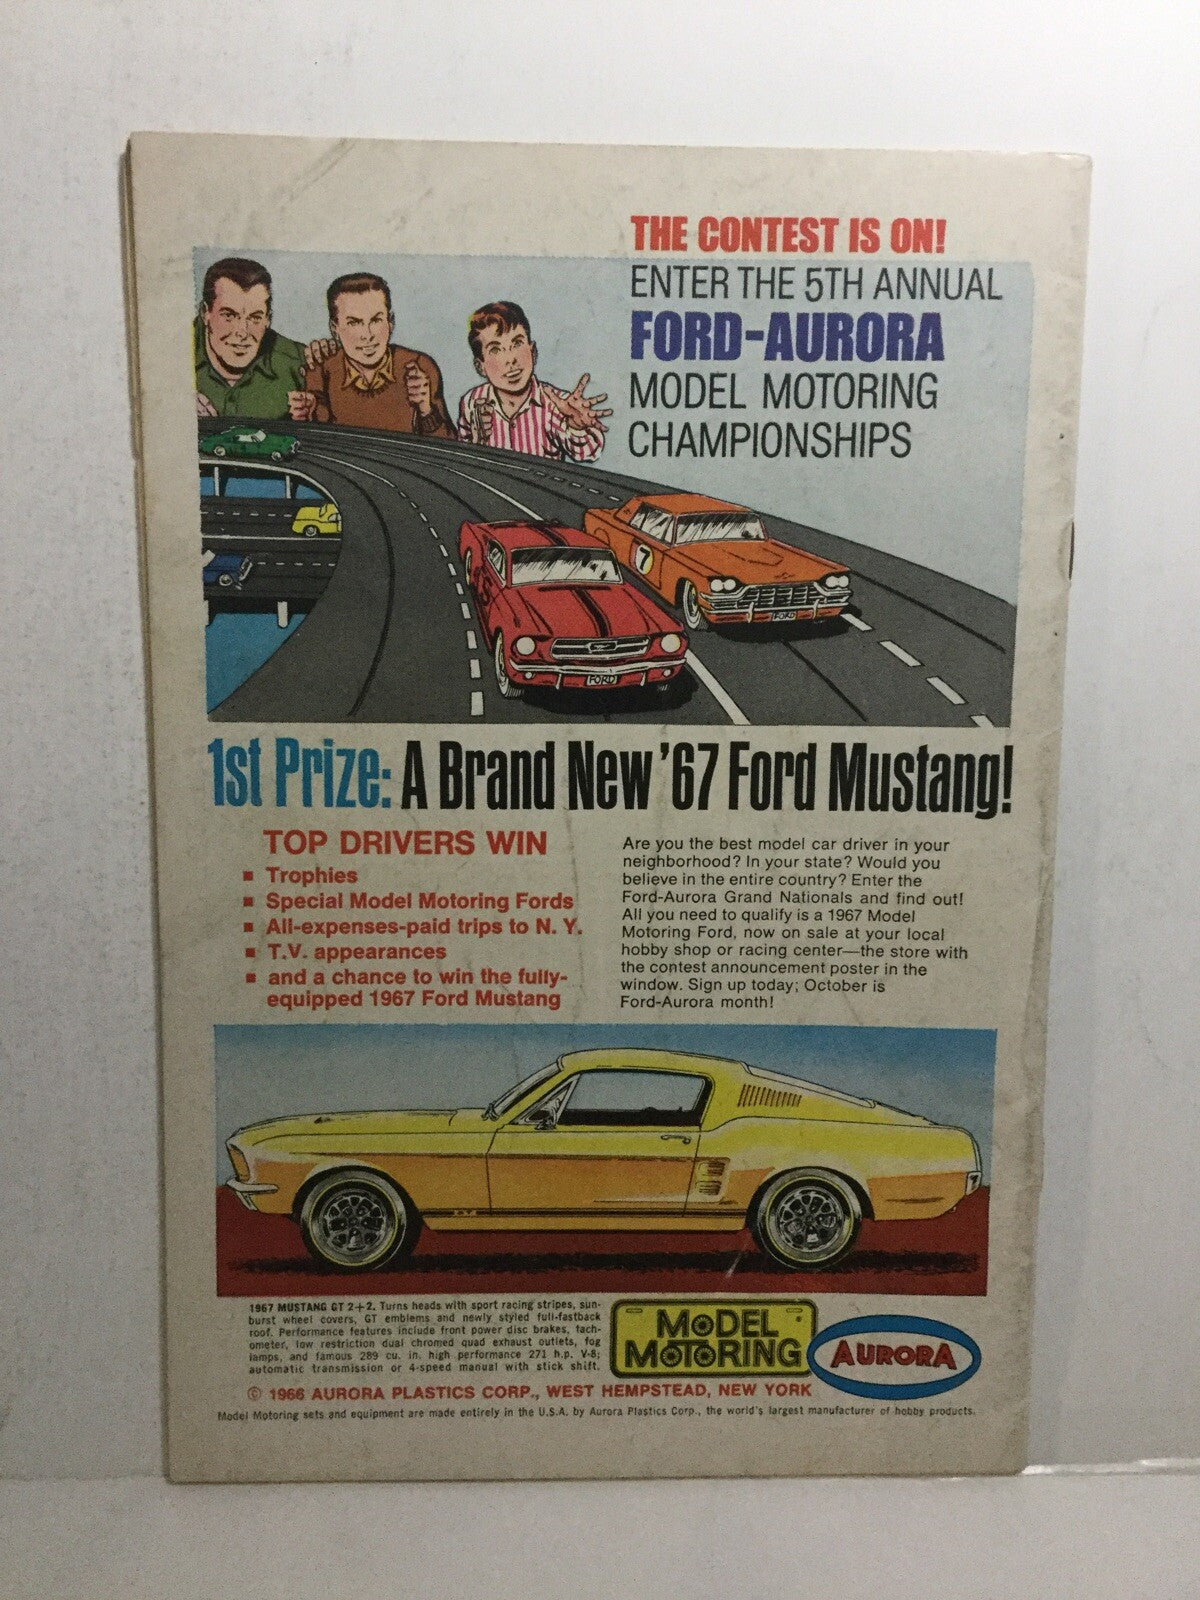 THE CONTEST IS ON!
ENTER THE 5TH ANNUAL
FORD-AURORA
MODEL MOTORING
CHAMPIONSHIPS
7
FORD
FORD
1st Prize: A Brand New '67 Ford Mustang!
TOP DRIVERS WIN
▪ Trophies
▪ Special Model Motoring Fords
▪ All-expenses-paid trips to N. Y.
▪ T.V. appearances
▪ and a chance to win the fully-
equipped 1967 Ford Mustang
Are you the best model car driver in your
neighborhood? In your state? Would you
believe in the entire country? Enter the
Ford-Aurora Grand Nationals and find out!
All you need to qualify is a 1967 Model
Motoring Ford, now on sale at your local
hobby shop or racing center—the store with
the contest announcement poster in the
window. Sign up today; October is
Ford-Aurora month!
1967 MUSTANG GT 2+2. Turns heads with sport racing stripes, sun-
burst wheel covers, GT emblems and newly styled full-fastback
roof. Performance features include front power disc brakes, tach-
ometer, low restriction dual chromed quad exhaust outlets, fog
lamps, and famous 289 cu. in. high performance 271 h.p. V-8;
automatic transmission or 4-speed manual with stick shift.
MODEL
MOTORING
AURORA
© 1966 AURORA PLASTICS CORP., WEST HEMPSTEAD, NEW YORK
Model Motoring sets and equipment are made entirely in the U.S.A. by Aurora Plastics Corp., the world's largest manufacturer of hobby products.